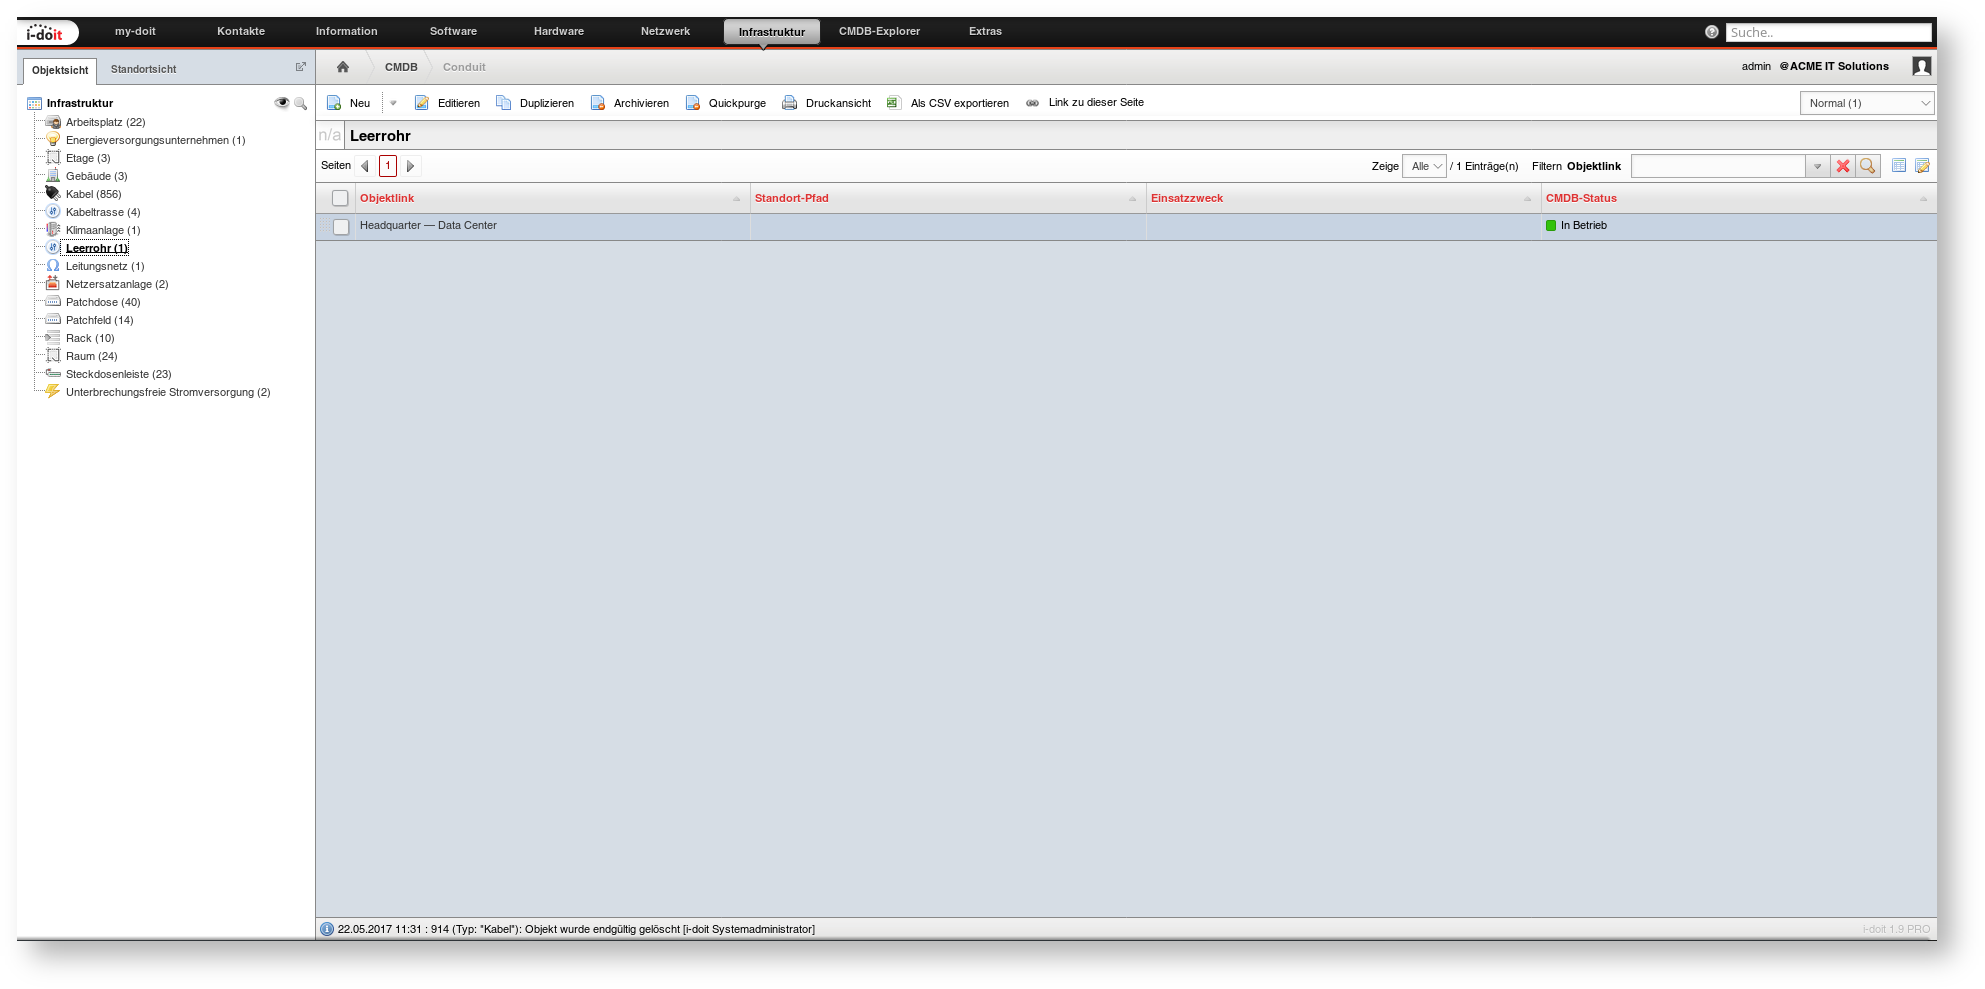 i-doit
my-doit
Kontakte
Information
Software
Hardware
Netzwerk
Infrastruktur
CMDB-Explorer
Extras
Suche..
Objektsicht
Standortsicht
CMDB
Conduit
admin @ACME IT Solutions
Infrastruktur
Arbeitsplatz (22)
Energieversorgungsunternehmen (1)
Etage (3)
Gebäude (3)
Kabel (856)
Kabeltrasse (4)
Klimaanlage (1)
Leerrohr (1)
Leitungsnetz (1)
Netzersatzanlage (2)
Patchdose (40)
Patchfeld (14)
Rack (10)
Raum (24)
Steckdosenleiste (23)
Unterbrechungsfreie Stromversorgung (2)
Neu
Editieren
Duplizieren
Archivieren
Quickpurge
Druckansicht
Als CSV exportieren
Link zu dieser Seite
Normal (1)
n/a
Leerrohr
Seiten
1
Zeige
Alle
/ 1 Einträge(n)
Filtern Objektlink
Objektlink
Standort-Pfad
Einsatzzweck
CMDB-Status
Headquarter — Data Center
In Betrieb
22.05.2017 11:31 : 914 (Typ: "Kabel"): Objekt wurde endgültig gelöscht [i-doit Systemadministrator]
i-doit 1.9 PRO